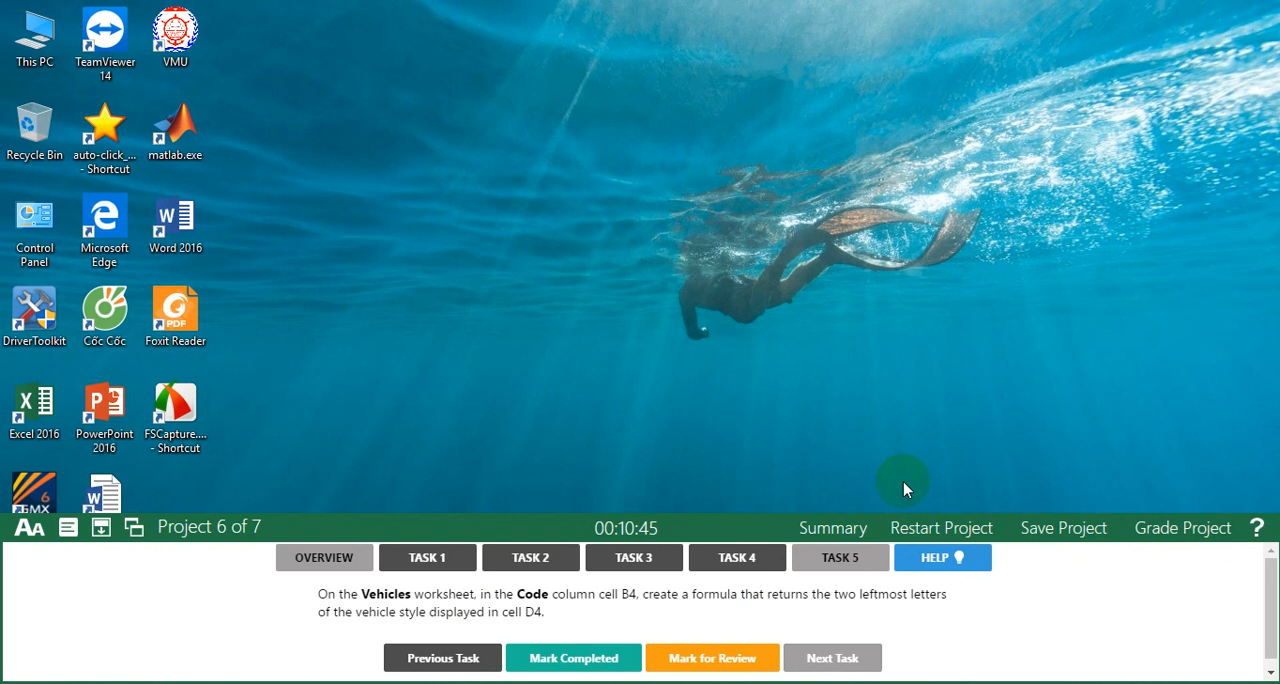 This PC
TeamViewer
14
VMU
Recycle Bin
auto-click_...
- Shortcut
matlab.exe
Control
Panel
Microsoft
Edge
Word 2016
DriverToolkit
Cốc Cốc
PDF
Foxit Reader
Excel 2016
PowerPoint
2016
FSCapture....
- Shortcut
6
GMX
AA
Project 6 of 7
00:10:45
Summary
Restart Project
Save Project
Grade Project
?
OVERVIEW
TASK 1
TASK 2
TASK 3
TASK 4
TASK 5
HELP
On the Vehicles worksheet, in the Code column cell B4, create a formula that returns the two leftmost letters
of the vehicle style displayed in cell D4.
Previous Task
Mark Completed
Mark for Review
Next Task